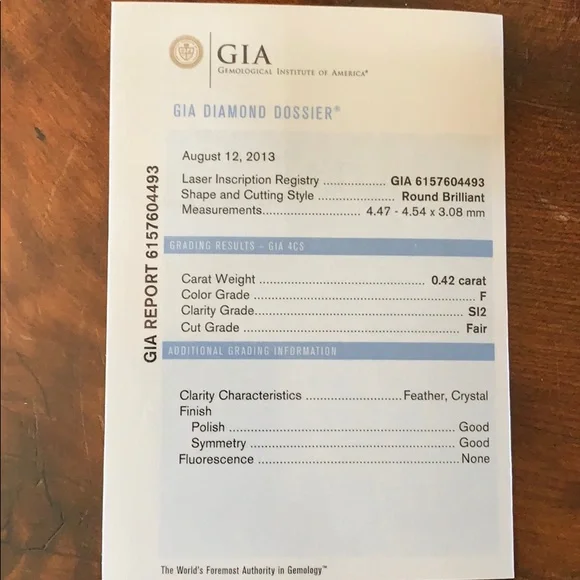 GIA
GEMOLOGICAL INSTITUTE OF AMERICA®
GIA DIAMOND DOSSIER®
GIA REPORT 6157604493
August 12, 2013
Laser Inscription Registry .................. GIA 6157604493
Shape and Cutting Style ...................... Round Brilliant
Measurements............................ 4.47 - 4.54 x 3.08 mm
GRADING RESULTS – GIA 4CS
Carat Weight ................................................ 0.42 carat
Color Grade ................................................................ F
Clarity Grade............................................................ SI2
Cut Grade ............................................................... Fair
ADDITIONAL GRADING INFORMATION
Clarity Characteristics ...........................Feather, Crystal
Finish
Polish ................................................................ Good
Symmetry .......................................................... Good
Fluorescence .......................................................... None
The World's Foremost Authority in Gemology™